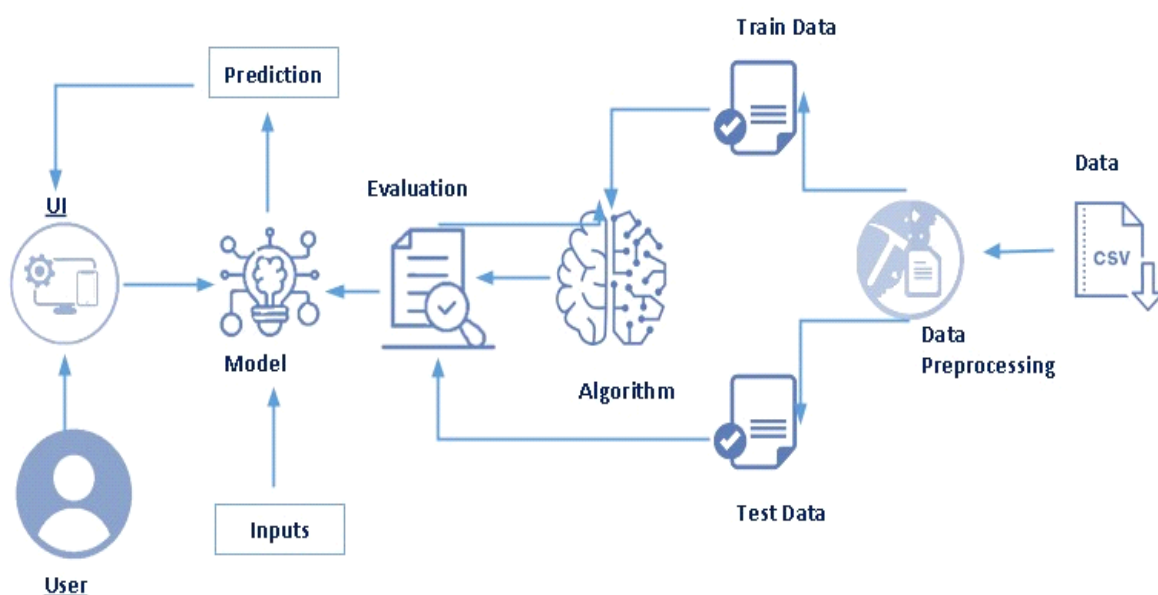 Train Data
Prediction
Data
Evaluation
UI
CSV
Data
Preprocessing
Model
Algorithm
Test Data
Inputs
User